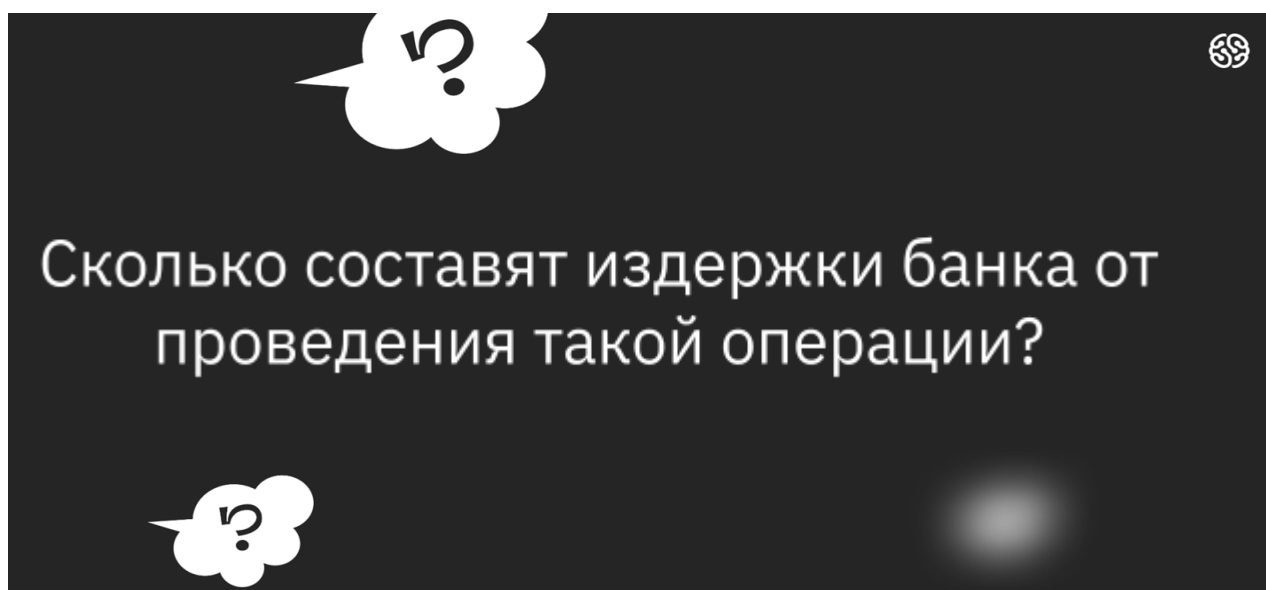 ?
Сколько составят издержки банка от
проведения такой операции?
?